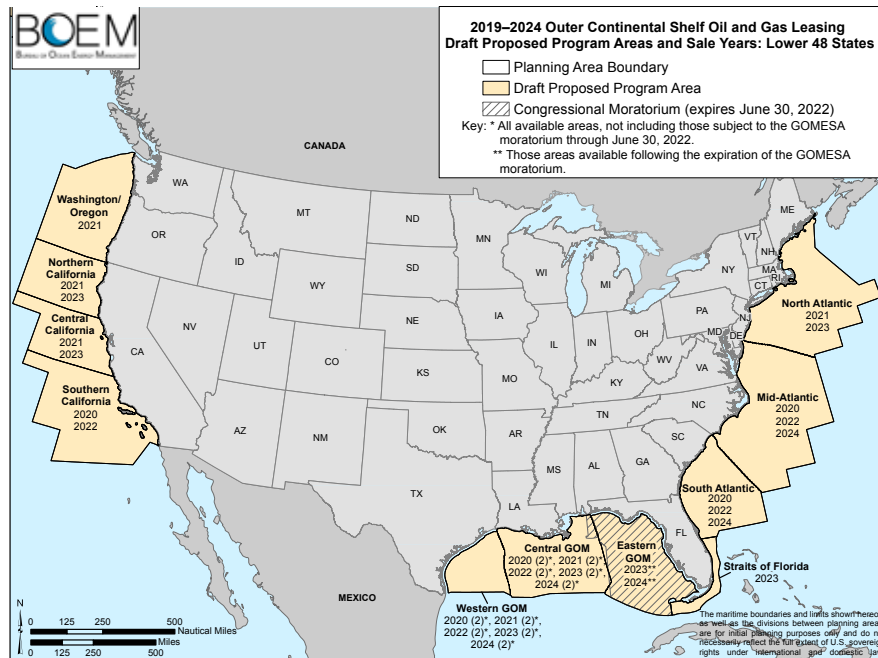 BOEM
BUREAU OF OCEAN ENERGY MANAGEMENT
2019–2024 Outer Continental Shelf Oil and Gas Leasing
Draft Proposed Program Areas and Sale Years: Lower 48 States
Planning Area Boundary
Draft Proposed Program Area
Congressional Moratorium (expires June 30, 2022)
Key: * All available areas, not including those subject to the GOMESA
moratorium through June 30, 2022.
** Those areas available following the expiration of the GOMESA
moratorium.
CANADA
WA
MT
ND
MN
ME
Washington/
Oregon
2021
OR
ID
SD
WI
MI
VT
NH
NY
MA
RI
CT
WY
Northern
California
2021
2023
NE
IA
PA
NJ
North Atlantic
2021
2023
Central
California
2021
2023
NV
UT
CO
IL
IN
OH
MD
DE
CA
KS
MO
WV
VA
KY
Southern
California
2020
2022
Mid-Atlantic
2020
2022
2024
NC
TN
AZ
NM
OK
AR
SC
MS
AL
GA
TX
LA
South Atlantic
2020
2022
2024
FL
Central GOM
2020 (2)*, 2021 (2)*,
2022 (2)*, 2023 (2)*,
2024 (2)*
Eastern
GOM
2023**
2024**
Straits of Florida
2023
MEXICO
Western GOM
2020 (2)*, 2021 (2)*,
2022 (2)*, 2023 (2)*,
2024 (2)*
N
0 125 250 500
Nautical Miles
Miles
0 125 250 500
The maritime boundaries and limits shown hereo
as well as the divisions between planning area
are for initial planning purposes only and do n
necessarily reflect the full extent of U.S. sovereig
rights under international and domestic law